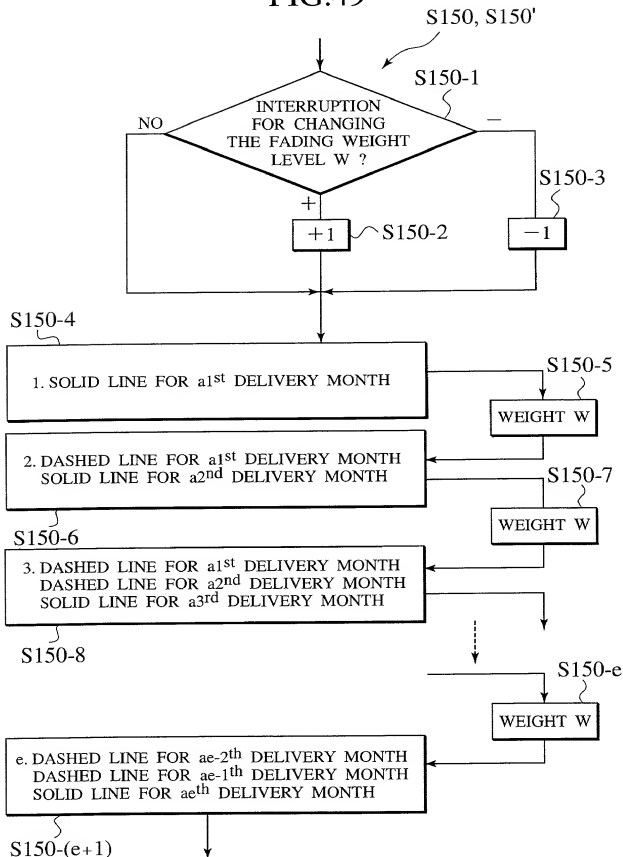 S150, S150'
S150-1
INTERRUPTION
FOR CHANGING
THE FADING WEIGHT
LEVEL W ?
NO
−
+
S150-3
+1
S150-2
−1
S150-4
1. SOLID LINE FOR a1st DELIVERY MONTH
S150-5
WEIGHT W
2. DASHED LINE FOR a1st DELIVERY MONTH
SOLID LINE FOR a2nd DELIVERY MONTH
S150-6
S150-7
WEIGHT W
3. DASHED LINE FOR a1st DELIVERY MONTH
DASHED LINE FOR a2nd DELIVERY MONTH
SOLID LINE FOR a3rd DELIVERY MONTH
S150-8
S150-e
WEIGHT W
e. DASHED LINE FOR ae-2th DELIVERY MONTH
DASHED LINE FOR ae-1th DELIVERY MONTH
SOLID LINE FOR aeth DELIVERY MONTH
S150-(e+1)